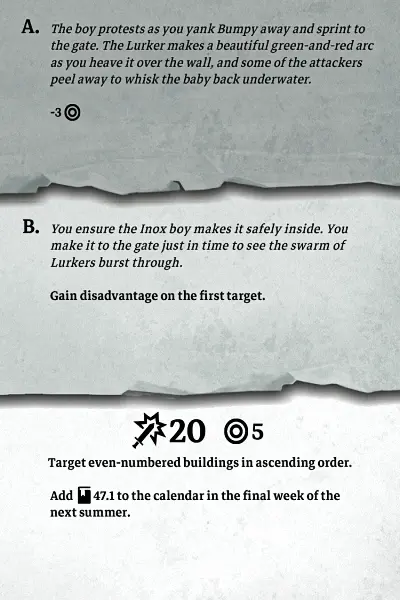 A. The boy protests as you yank Bumpy away and sprint to
the gate. The Lurker makes a beautiful green-and-red arc
as you heave it over the wall, and some of the attackers
peel away to whisk the baby back underwater.
-3
B. You ensure the Inox boy makes it safely inside. You
make it to the gate just in time to see the swarm of
Lurkers burst through.
Gain disadvantage on the first target.
20 5
Target even-numbered buildings in ascending order.
Add 47.1 to the calendar in the final week of the
next summer.